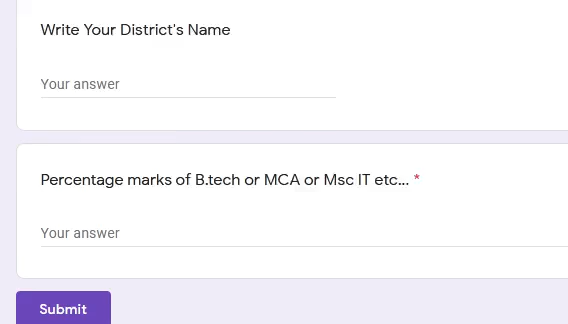 Write Your District's Name
Your answer
Percentage marks of B.tech or MCA or Msc IT etc... *
Your answer
Submit